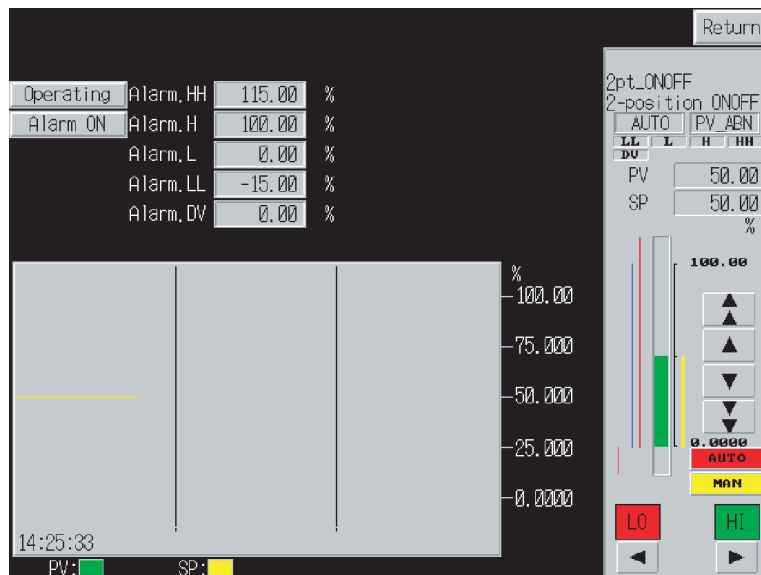 Return
Operating Alarm.HH 115.00 %
Alarm ON Alarm.H 100.00 %
Alarm.L 0.00 %
Alarm.LL -15.00 %
Alarm.DV 0.00 %
2pt_ONOFF
2-position ONOFF
AUTO PV_ABN
LL L H HH
DV
PV 50.00
SP 50.00
%
100.00
0.0000
AUTO
MAN
LO HI
%
100.00
75.000
50.000
25.000
0.0000
14:25:33
PV: SP: